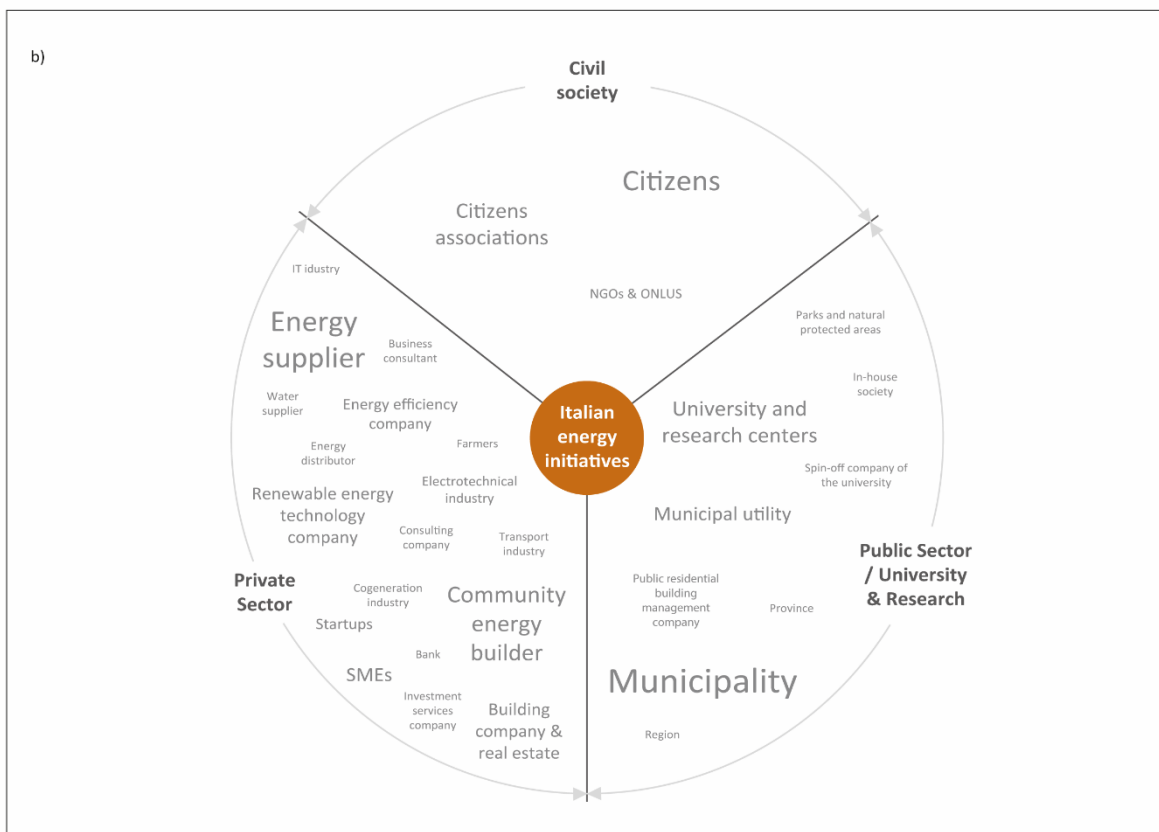 b)
Civil
society
Citizens
Citizens
associations
NGOs & ONLUS
IT idustry
Energy
supplier
Business
consultant
Water
supplier
Energy efficiency
company
Energy
distributor
Farmers
Electrotechnical
industry
Renewable energy
technology
company
Consulting
company
Transport
industry
Private
Sector
Cogeneration
industry
Startups
Community
energy
builder
Bank
SMEs
Investment
services
company
Building
company &
real estate
Italian
energy
initiatives
Parks and natural
protected areas
In-house
society
University and
research centers
Spin-off company of
the university
Municipal utility
Public Sector
/ University
& Research
Public residential
building
management
company
Province
Municipality
Region